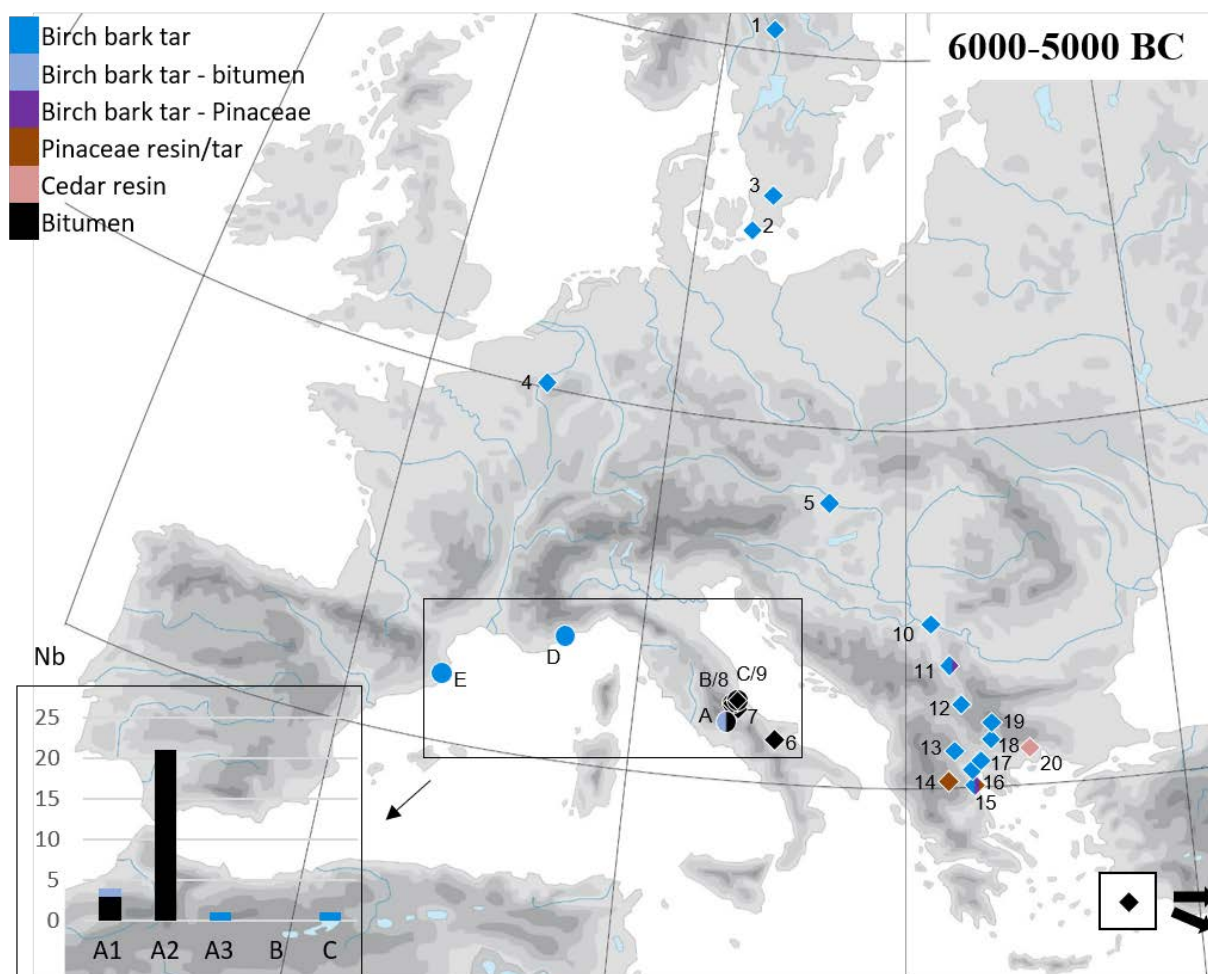 6000-5000 BC
Birch bark tar
Birch bark tar - bitumen
Birch bark tar - Pinaceae
Pinaceae resin/tar
Cedar resin
Bitumen
1
3
2
4
5
10
11
12
19
18
13
17
20
14
16
15
D
E
B/8
C/9
A
7
6
Nb
25
20
15
10
5
0
A1
A2
A3
B
C